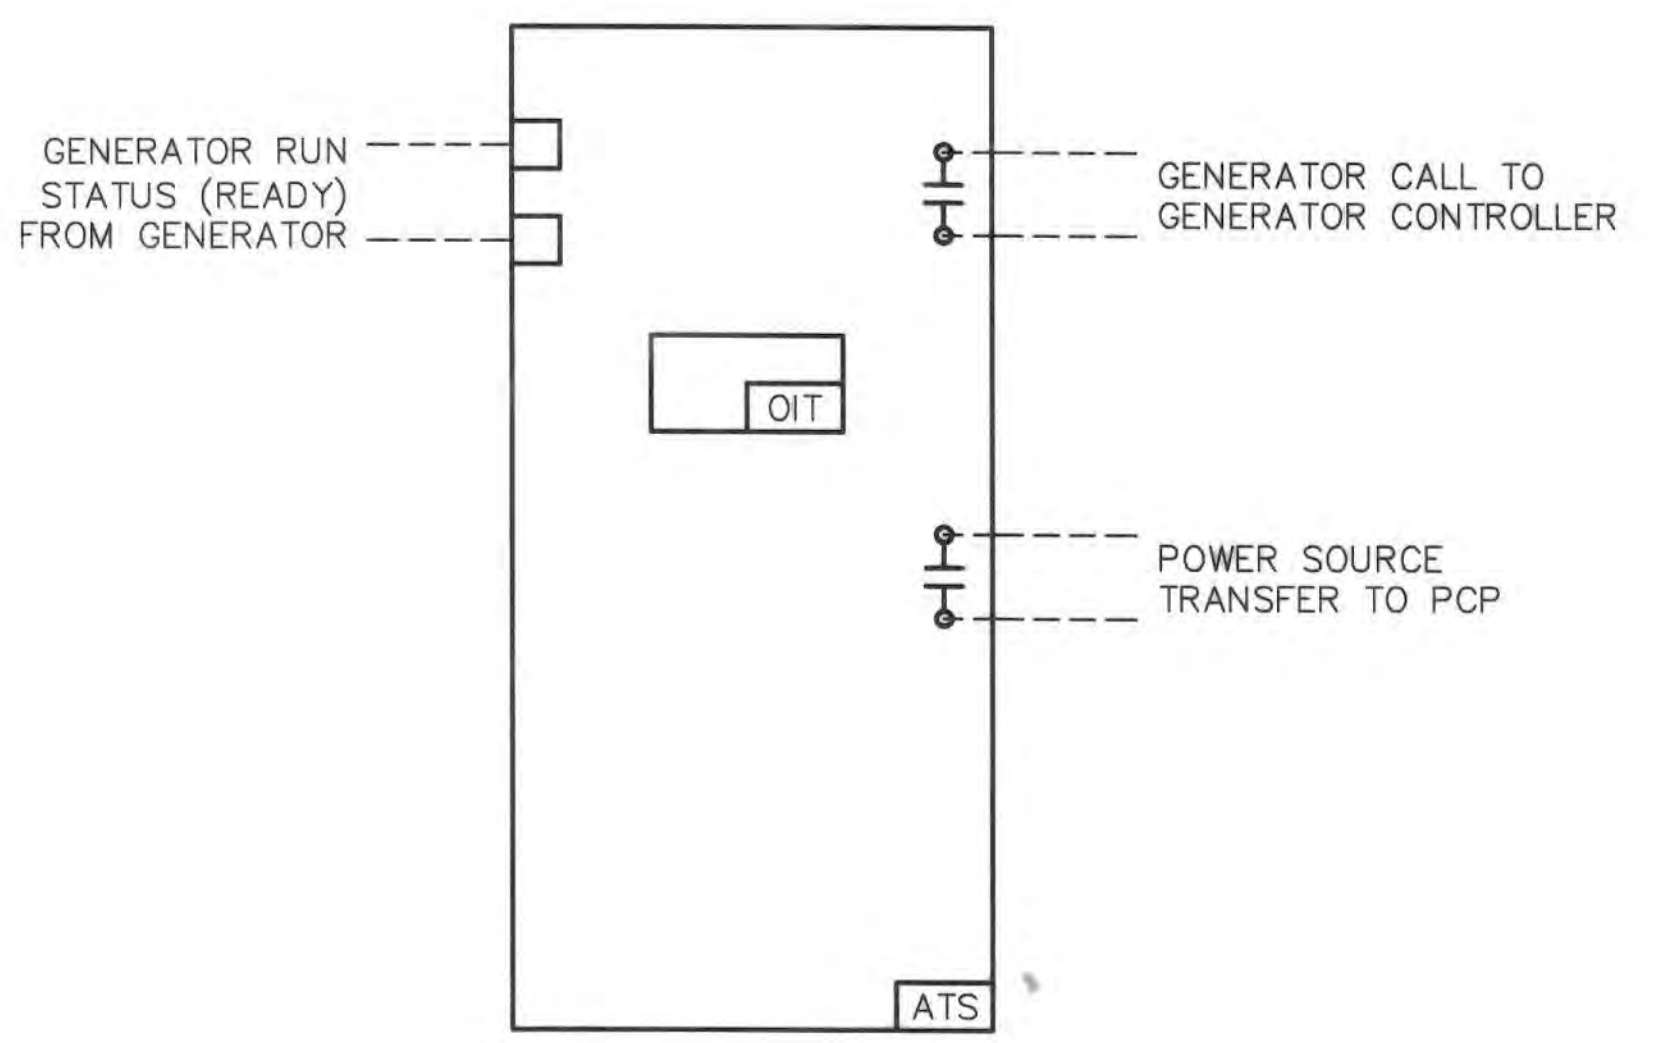 GENERATOR RUN
STATUS (READY)
FROM GENERATOR
GENERATOR CALL TO
GENERATOR CONTROLLER
OIT
POWER SOURCE
TRANSFER TO PCP
ATS